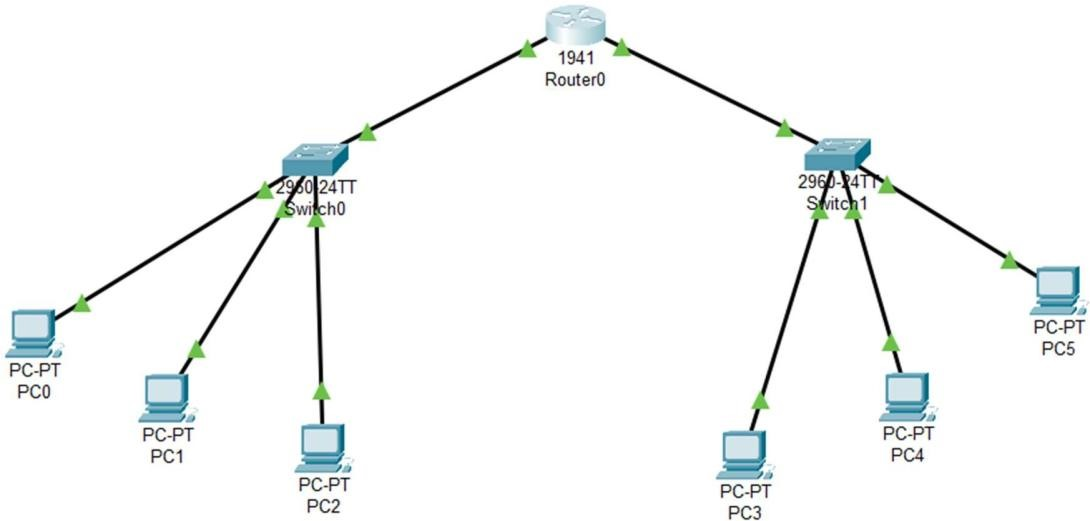 1941
Router0
2960-24TT
Switch0
2960-24TT
Switch1
PC-PT
PC0
PC-PT
PC1
PC-PT
PC2
PC-PT
PC3
PC-PT
PC4
PC-PT
PC5